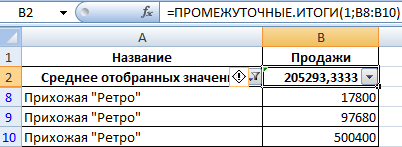 B2 fx =ПРОМЕЖУТОЧНЫЕ.ИТОГИ(1;B8:B10)
A B
1 Название Продажи
2 Среднее отобранных значен 205293,3333
8 Прихожая "Ретро" 17800
9 Прихожая "Ретро" 97680
10 Прихожая "Ретро" 500400